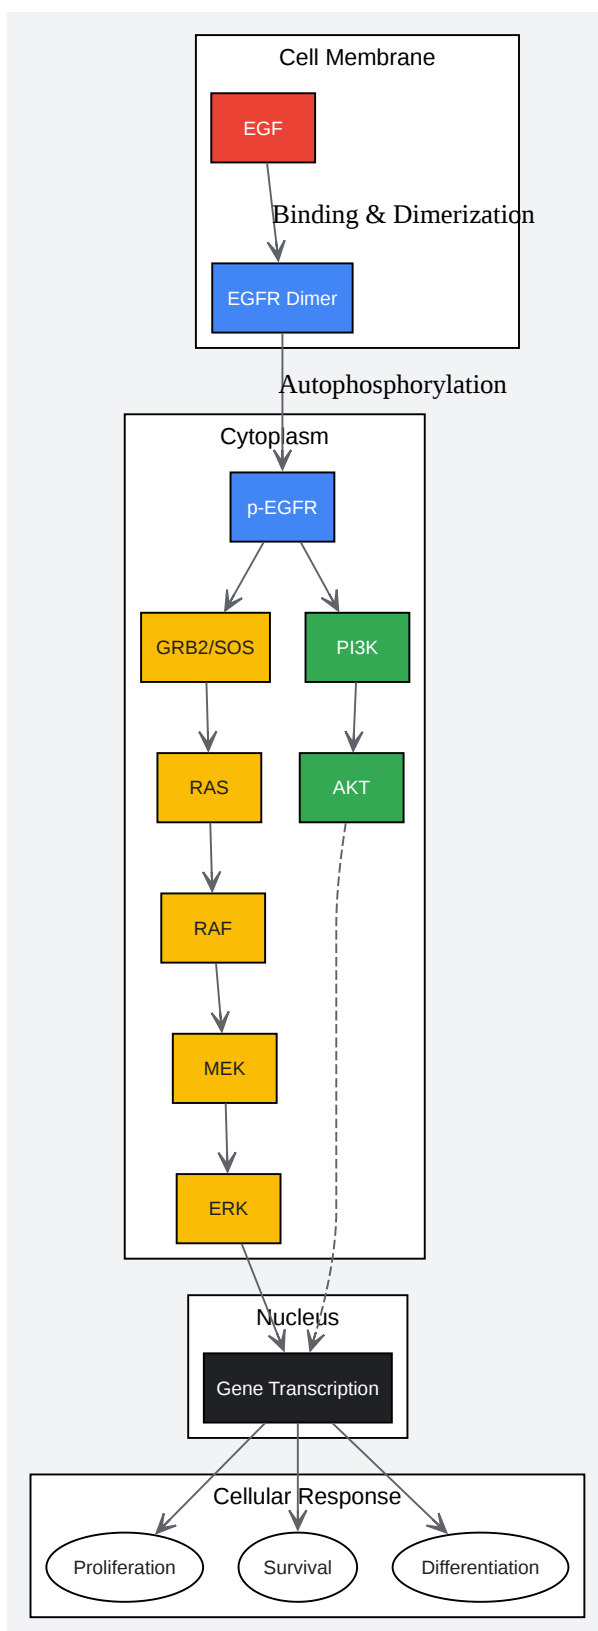 Cell Membrane
EGF
Binding & Dimerization
EGFR Dimer
Autophosphorylation
Cytoplasm
p-EGFR
GRB2/SOS
PI3K
RAS
AKT
RAF
MEK
ERK
Nucleus
Gene Transcription
Cellular Response
Proliferation
Survival
Differentiation